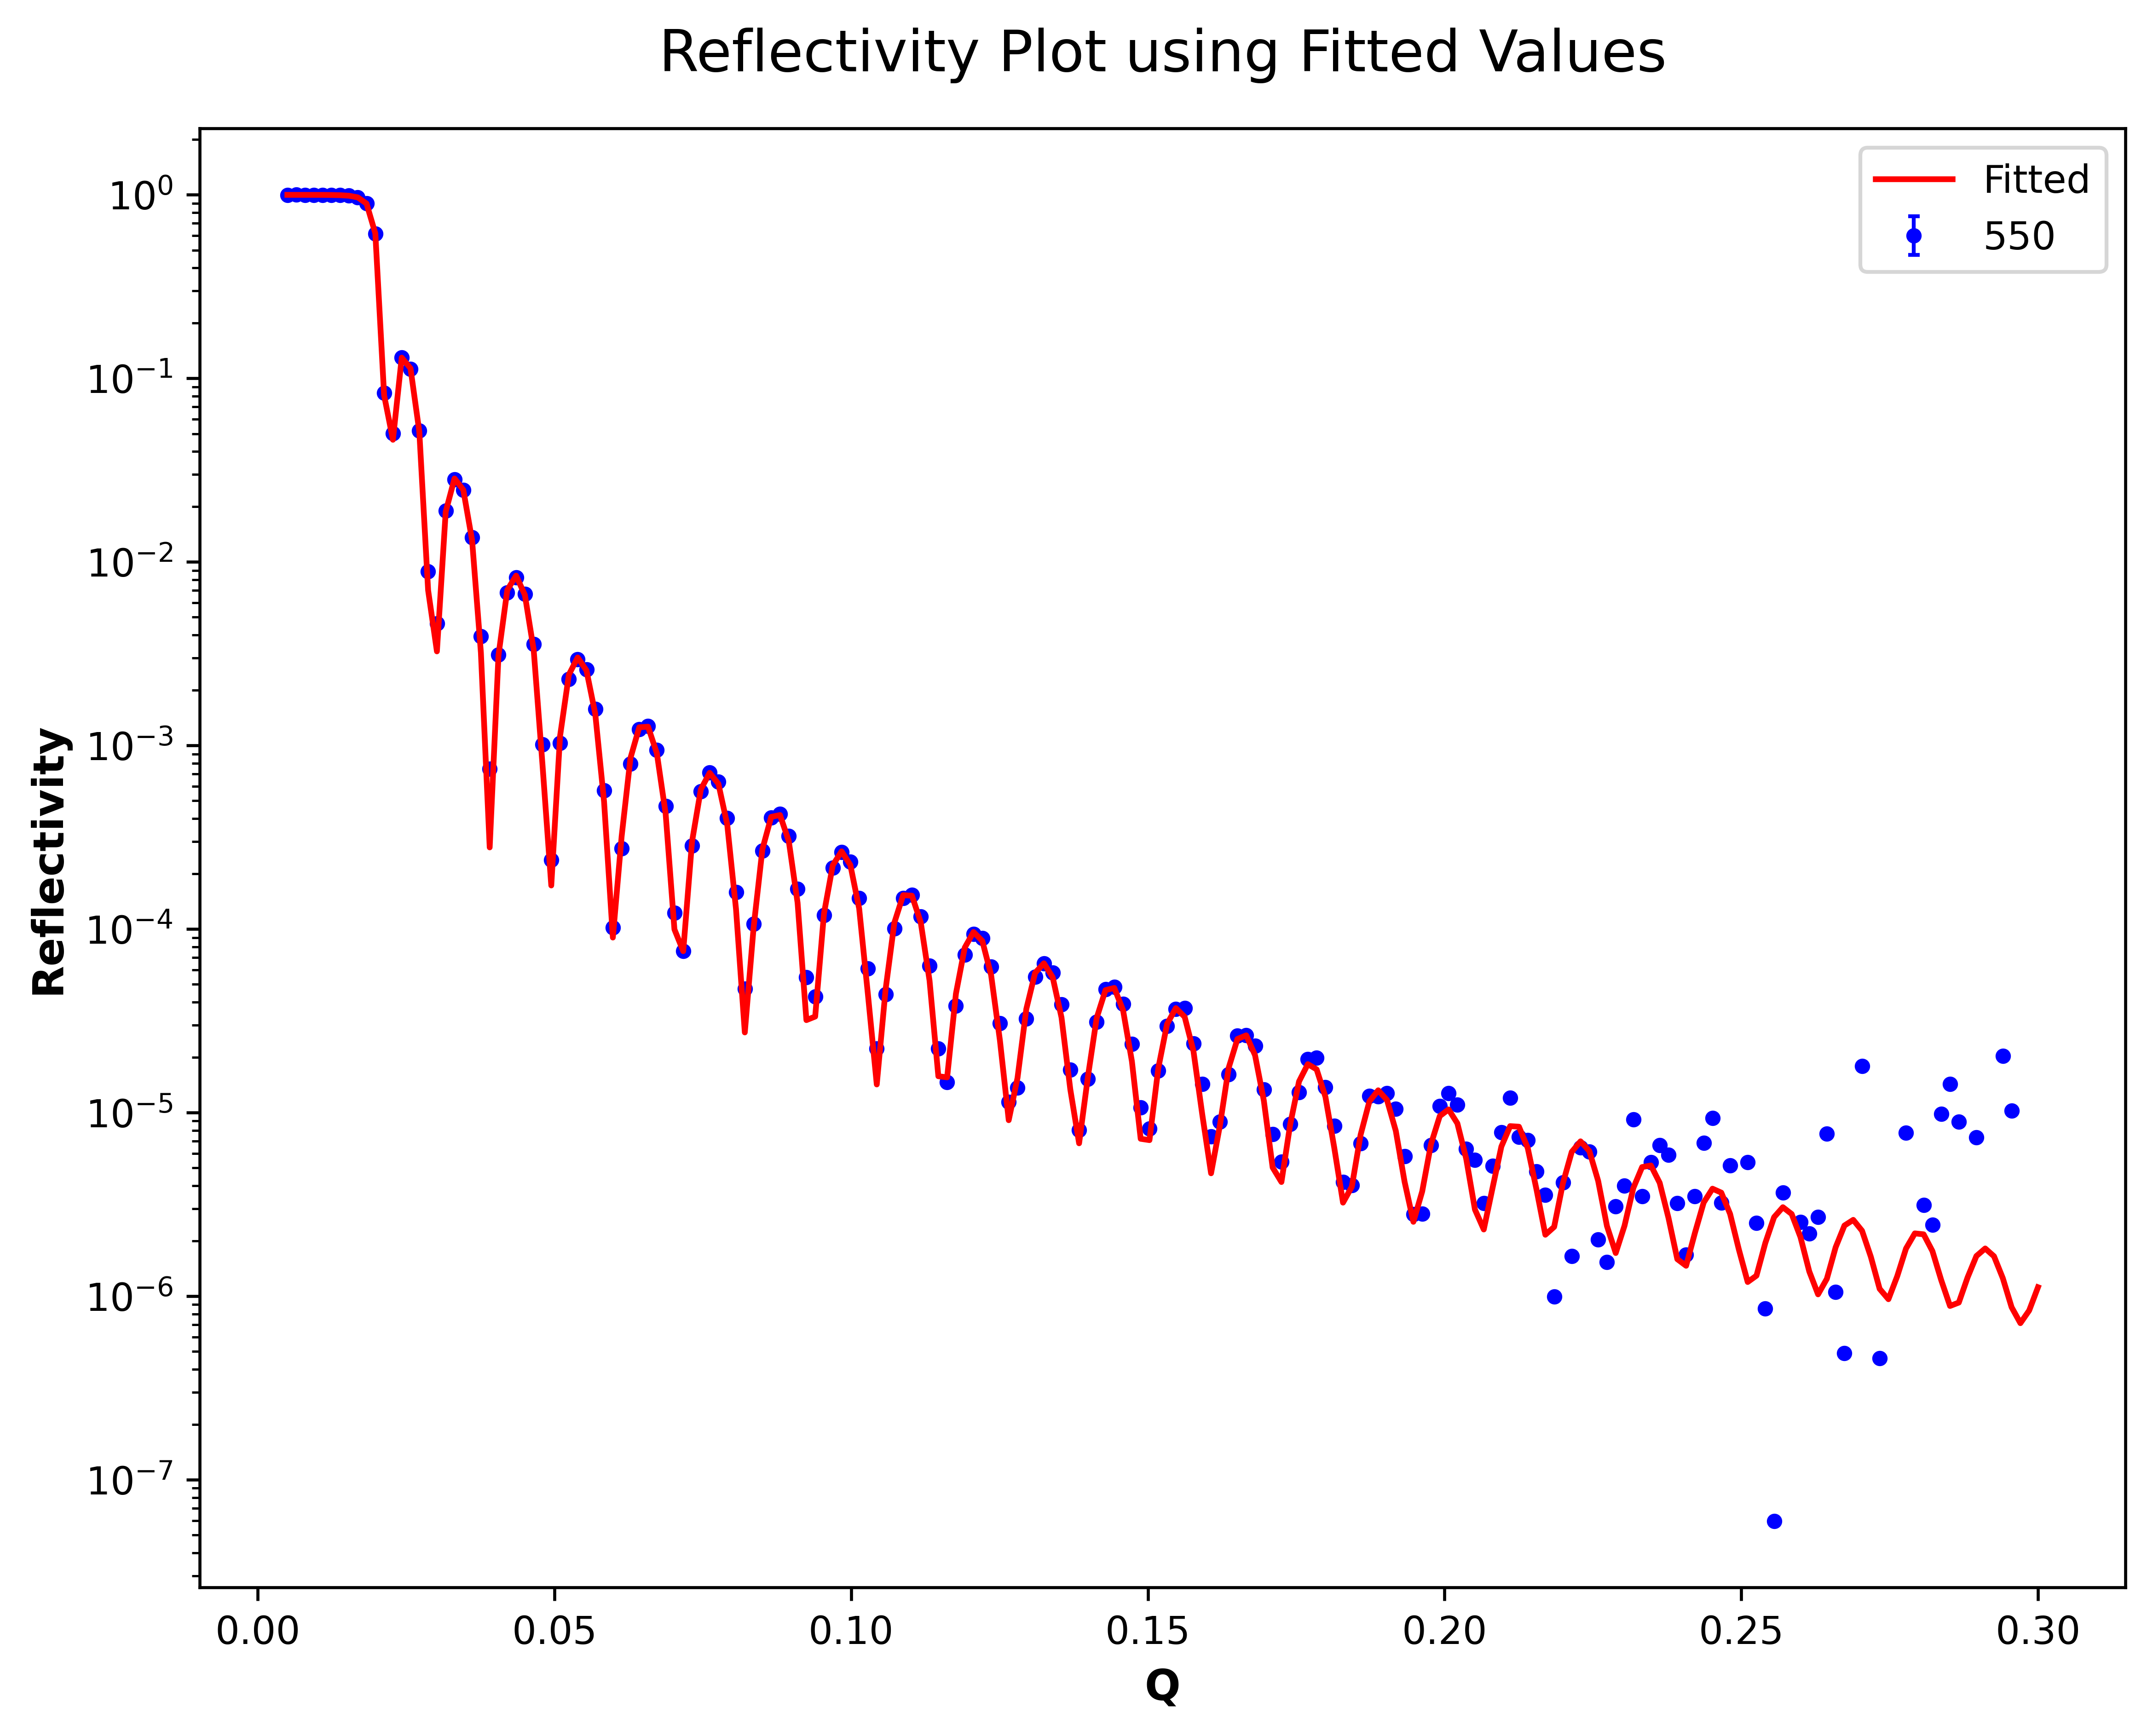 Reflectivity Plot using Fitted Values
Fitted
550
10⁰
10⁻¹
10⁻²
10⁻³
10⁻⁴
10⁻⁵
10⁻⁶
10⁻⁷
Reflectivity
0.00 0.05 0.10 0.15 0.20 0.25 0.30
Q